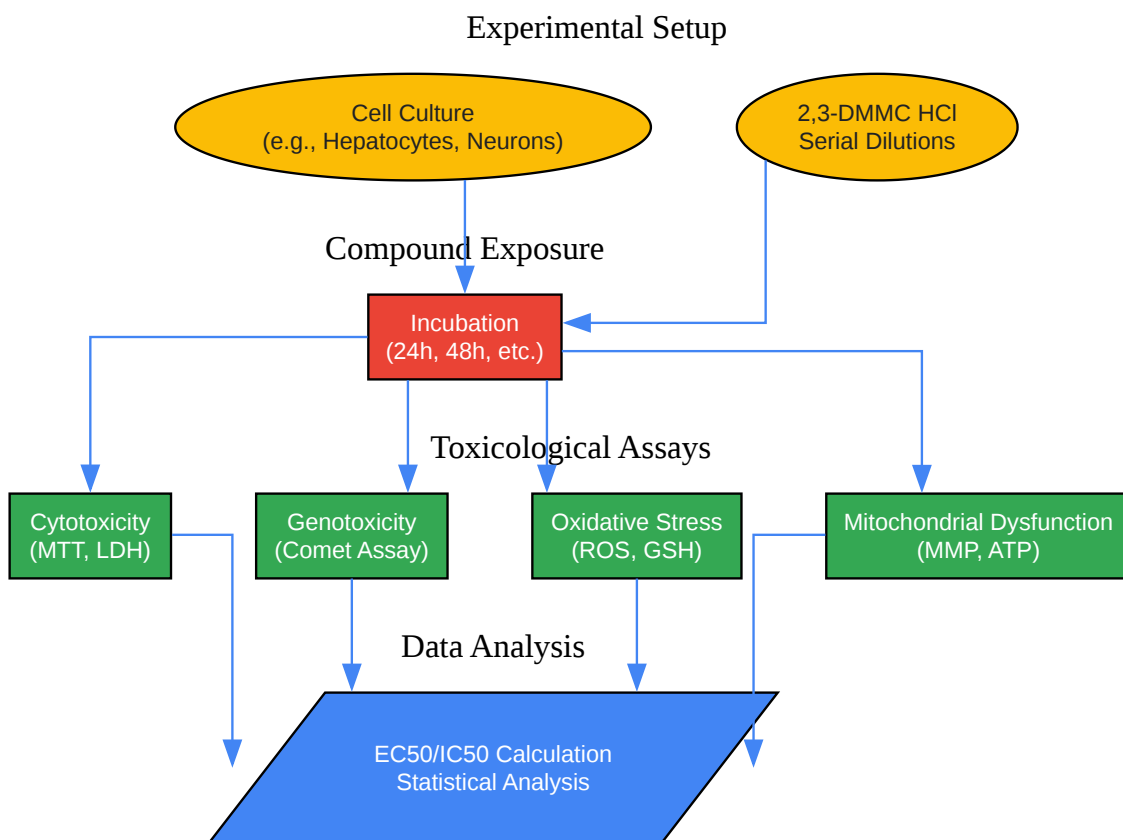 Experimental Setup
Cell Culture
(e.g., Hepatocytes, Neurons)
2,3-DMMC HCl
Serial Dilutions
Compound Exposure
Incubation
(24h, 48h, etc.)
Toxicological Assays
Cytotoxicity
(MTT, LDH)
Genotoxicity
(Comet Assay)
Oxidative Stress
(ROS, GSH)
Mitochondrial Dysfunction
(MMP, ATP)
Data Analysis
EC50/IC50 Calculation
Statistical Analysis